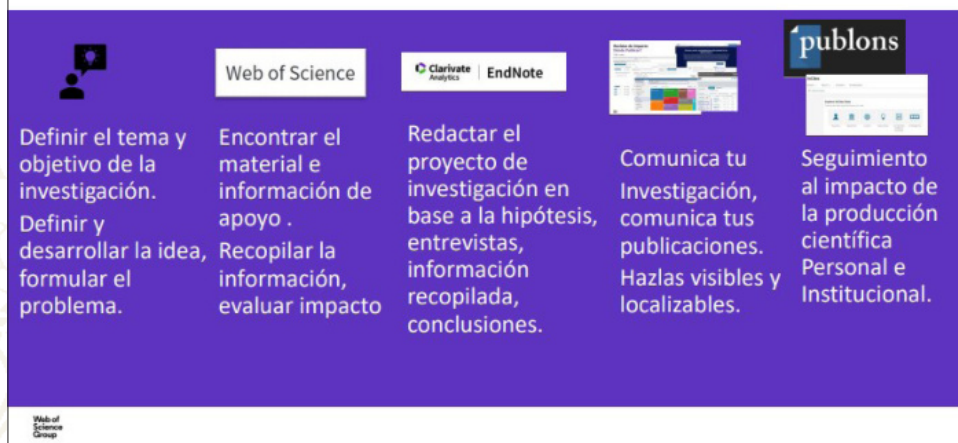 Definir el tema y
objetivo de la
investigación.
Definir y
desarrollar la idea,
formular el
problema.
Web of Science
Encontrar el
material e
información de
apoyo .
Recopilar la
información,
evaluar impacto
Clarivate
Analytics
EndNote
Redactar el
proyecto de
investigación en
base a la hipótesis,
entrevistas,
información
recopilada,
conclusiones.
Comunica tu
Investigación,
comunica tus
publicaciones.
Hazlas visibles y
localizables.
publons
Seguimiento
al impacto de
la producción
científica
Personal e
Institucional.
Web of
Science
Group